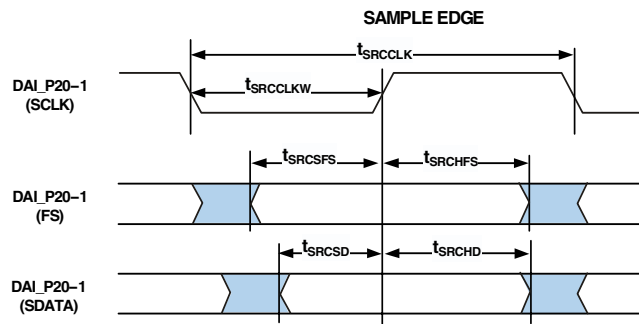 SAMPLE EDGE
tSRCCLK
DAI_P20–1
(SCLK)
tSRCCLKW
tSRCSFS
tSRCHFS
DAI_P20–1
(FS)
tSRCSD
tSRCHD
DAI_P20–1
(SDATA)